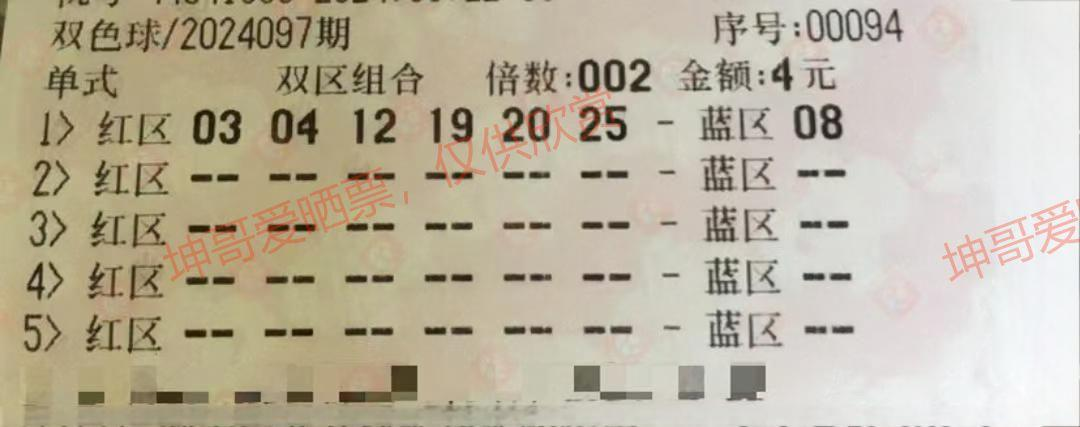 双色球/2024097期 序号:00094
单式 双区组合 倍数:002 金额:4元
1> 红区 03 04 12 19 20 25 - 蓝区 08
2> 红区 -- -- -- -- -- -- - 蓝区 --
3> 红区 -- -- -- -- -- -- - 蓝区 --
4> 红区 -- -- -- -- -- -- - 蓝区 --
5> 红区 -- -- -- -- -- -- - 蓝区 --
坤哥爱晒票，仅供欣赏
坤哥爱